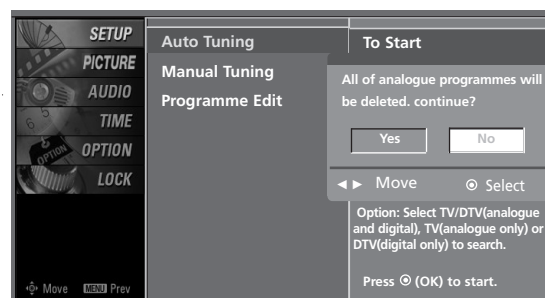 SETUP
PICTURE
AUDIO
TIME
OPTION
LOCK
Move MENU Prev
Auto Tuning
Manual Tuning
Programme Edit
To Start
All of analogue programmes will
be deleted. continue?
Yes No
Move Select
Option: Select TV/DTV(analogue
and digital), TV(analogue only) or
DTV(digital only) to search.
Press (OK) to start.